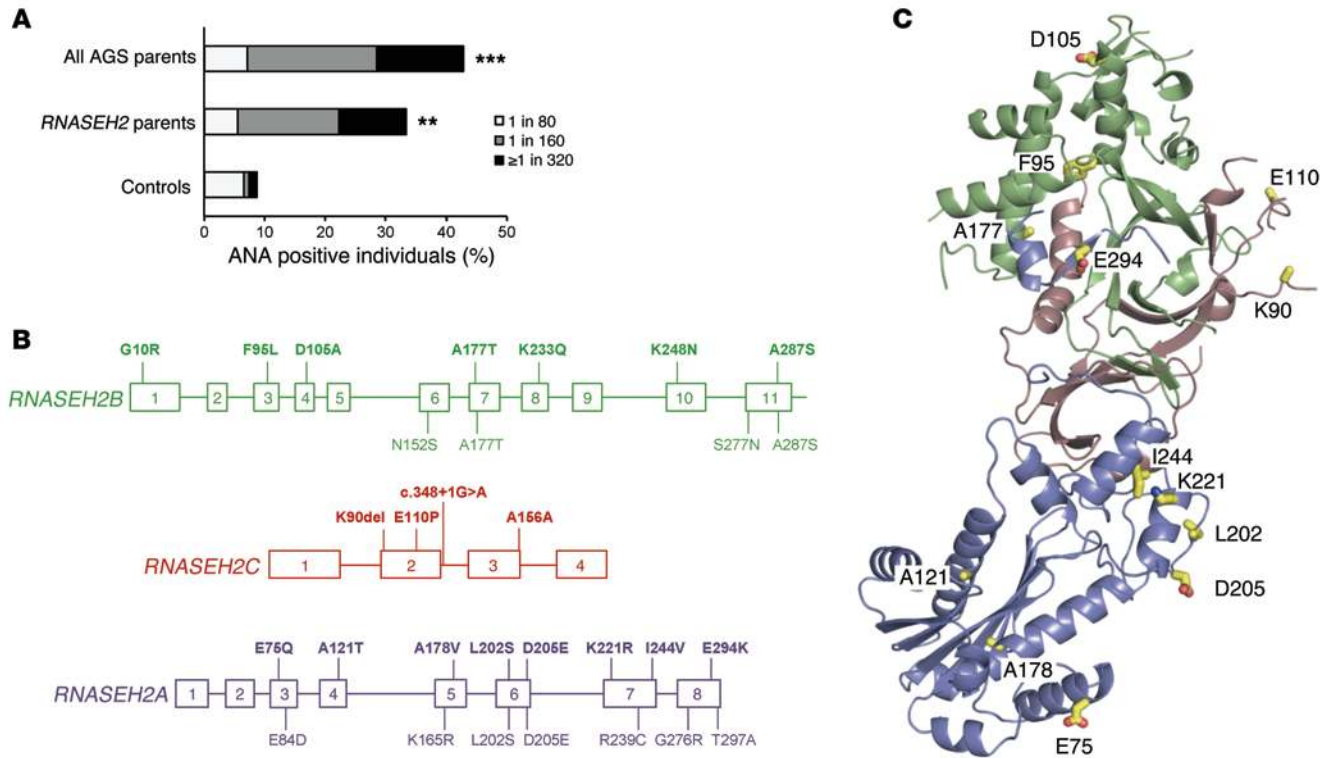 A
All AGS parents
***
RNASEH2 parents
**
Controls
1 in 80
1 in 160
≥1 in 320
0 10 20 30 40 50
ANA positive individuals (%)
B
G10R F95L D105A A177T K233Q K248N A287S
RNASEH2B 1 2 3 4 5 6 7 8 9 10 11
N152S A177T S277N A287S
c.348+1G>A
K90del E110P A156A
RNASEH2C 1 2 3 4
E75Q A121T A178V L202S D205E K221R I244V E294K
RNASEH2A 1 2 3 4 5 6 7 8
E84D K165R L202S D205E R239C G276R T297A
C
D105
F95
E110
A177
E294
K90
I244
K221
L202
A121
D205
A178
E75